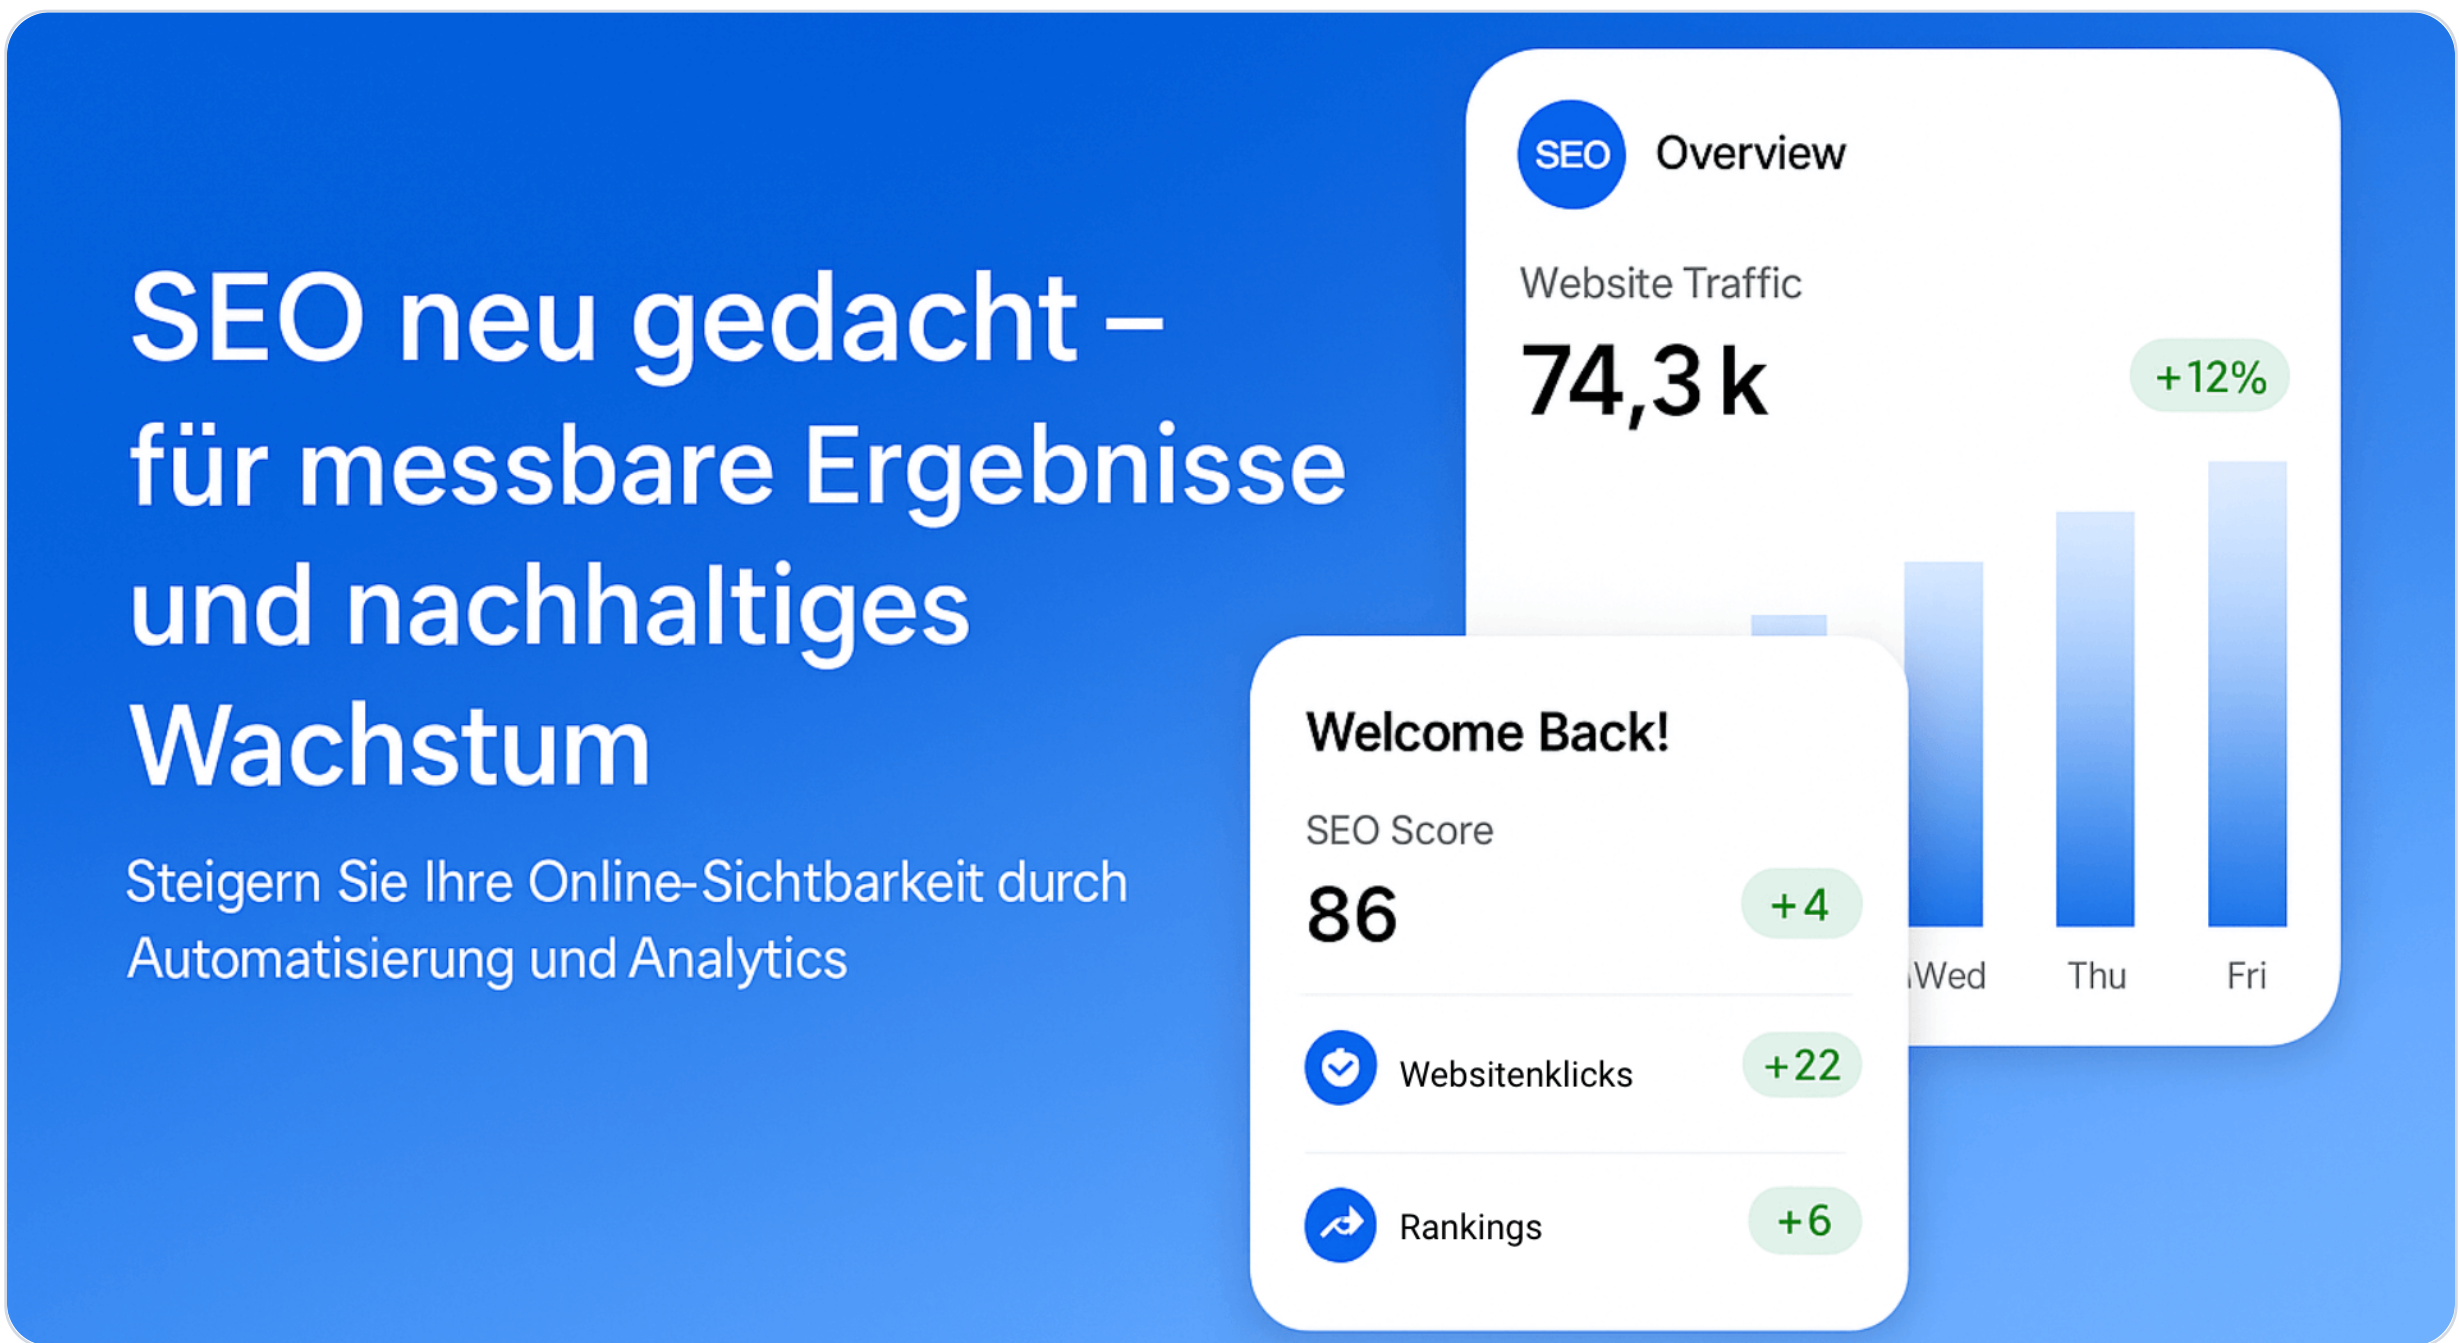 SEO neu gedacht –
für messbare Ergebnisse
und nachhaltiges
Wachstum
Steigern Sie Ihre Online-Sichtbarkeit durch
Automatisierung und Analytics
SEO Overview
Website Traffic
74,3 k +12%
Wed Thu Fri
Welcome Back!
SEO Score
86 +4
Websitenklicks +22
Rankings +6